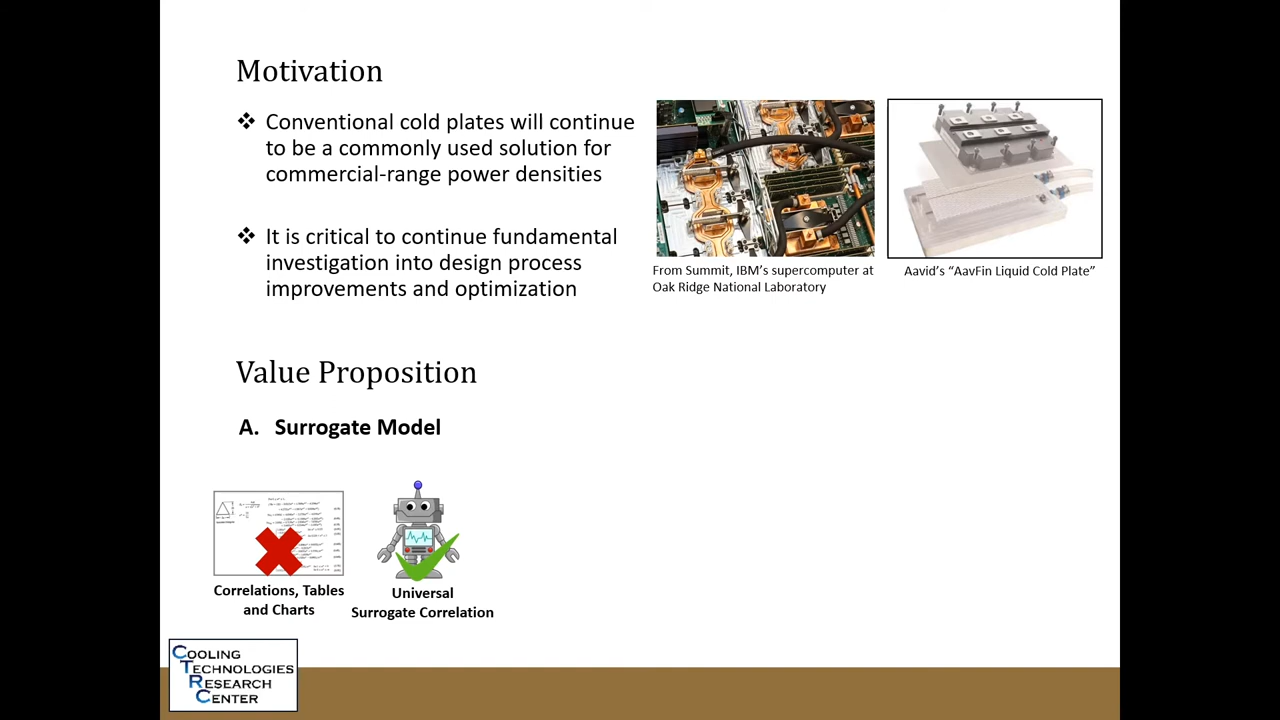 Motivation
❖ Conventional cold plates will continue
to be a commonly used solution for
commercial-range power densities
❖ It is critical to continue fundamental
investigation into design process
improvements and optimization
From Summit, IBM's supercomputer at
Oak Ridge National Laboratory
Aavid's “AavFin Liquid Cold Plate”
Value Proposition
A. Surrogate Model
Correlations, Tables
and Charts
Universal
Surrogate Correlation
COOLING
TECHNOLOGIES
RESEARCH
CENTER